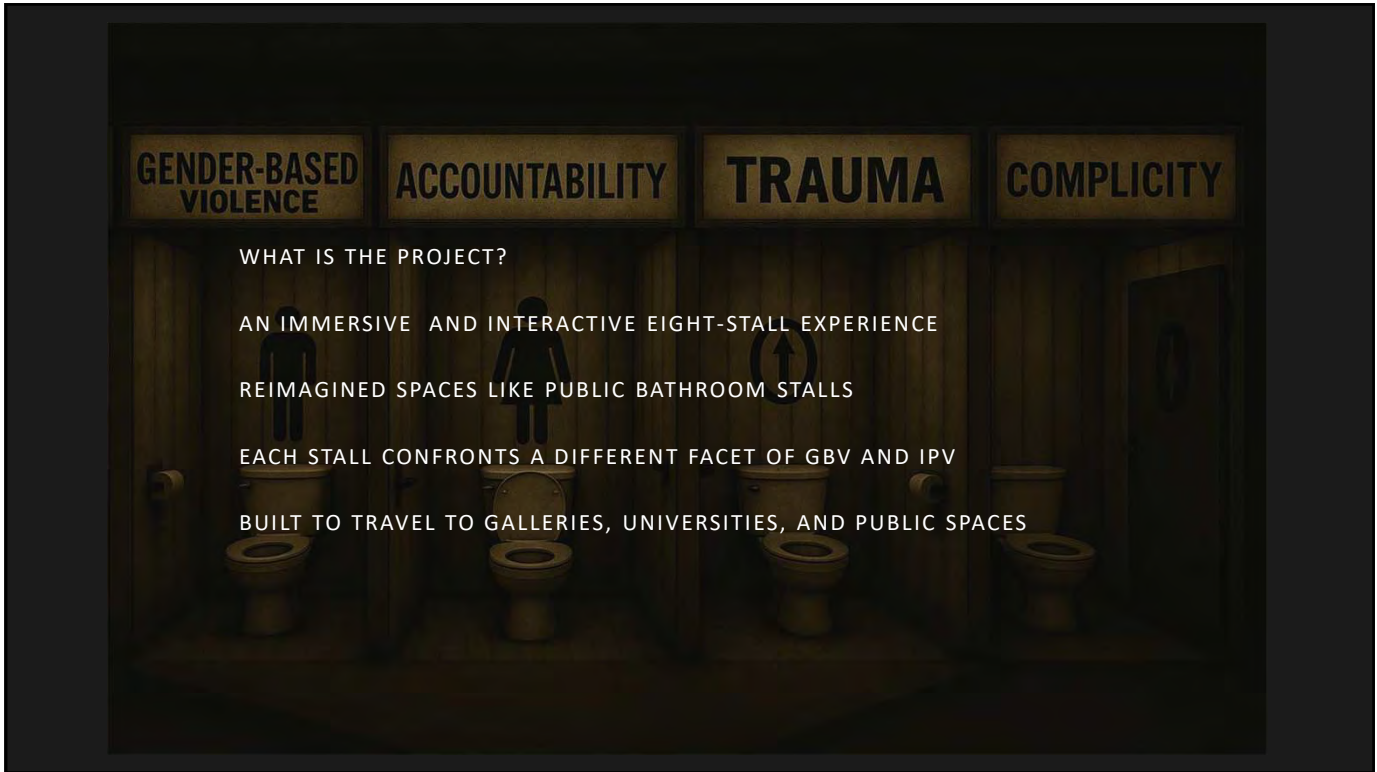 GENDER-BASED
VIOLENCE
ACCOUNTABILITY
TRAUMA
COMPLICITY
WHAT IS THE PROJECT?
AN IMMERSIVE  AND INTERACTIVE EIGHT-STALL EXPERIENCE
REIMAGINED SPACES LIKE PUBLIC BATHROOM STALLS
EACH STALL CONFRONTS A DIFFERENT FACET OF GBV AND IPV
BUILT TO TRAVEL TO GALLERIES, UNIVERSITIES, AND PUBLIC SPACES